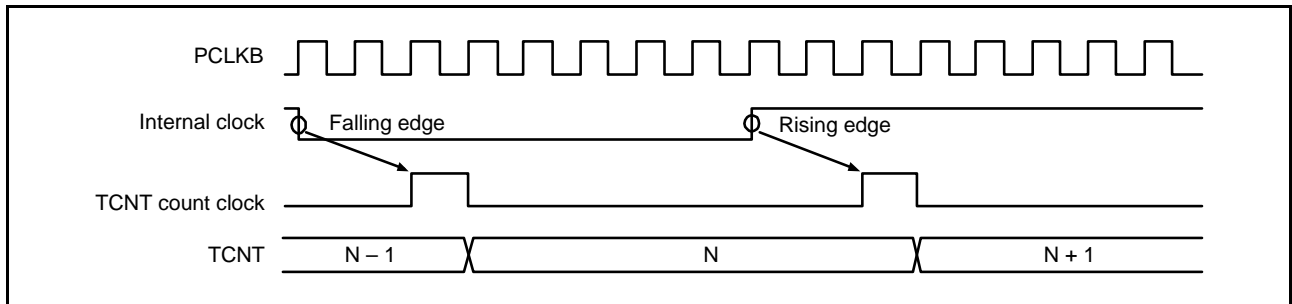 PCLKB
Internal clock
Falling edge
Rising edge
TCNT count clock
TCNT
N – 1
N
N + 1